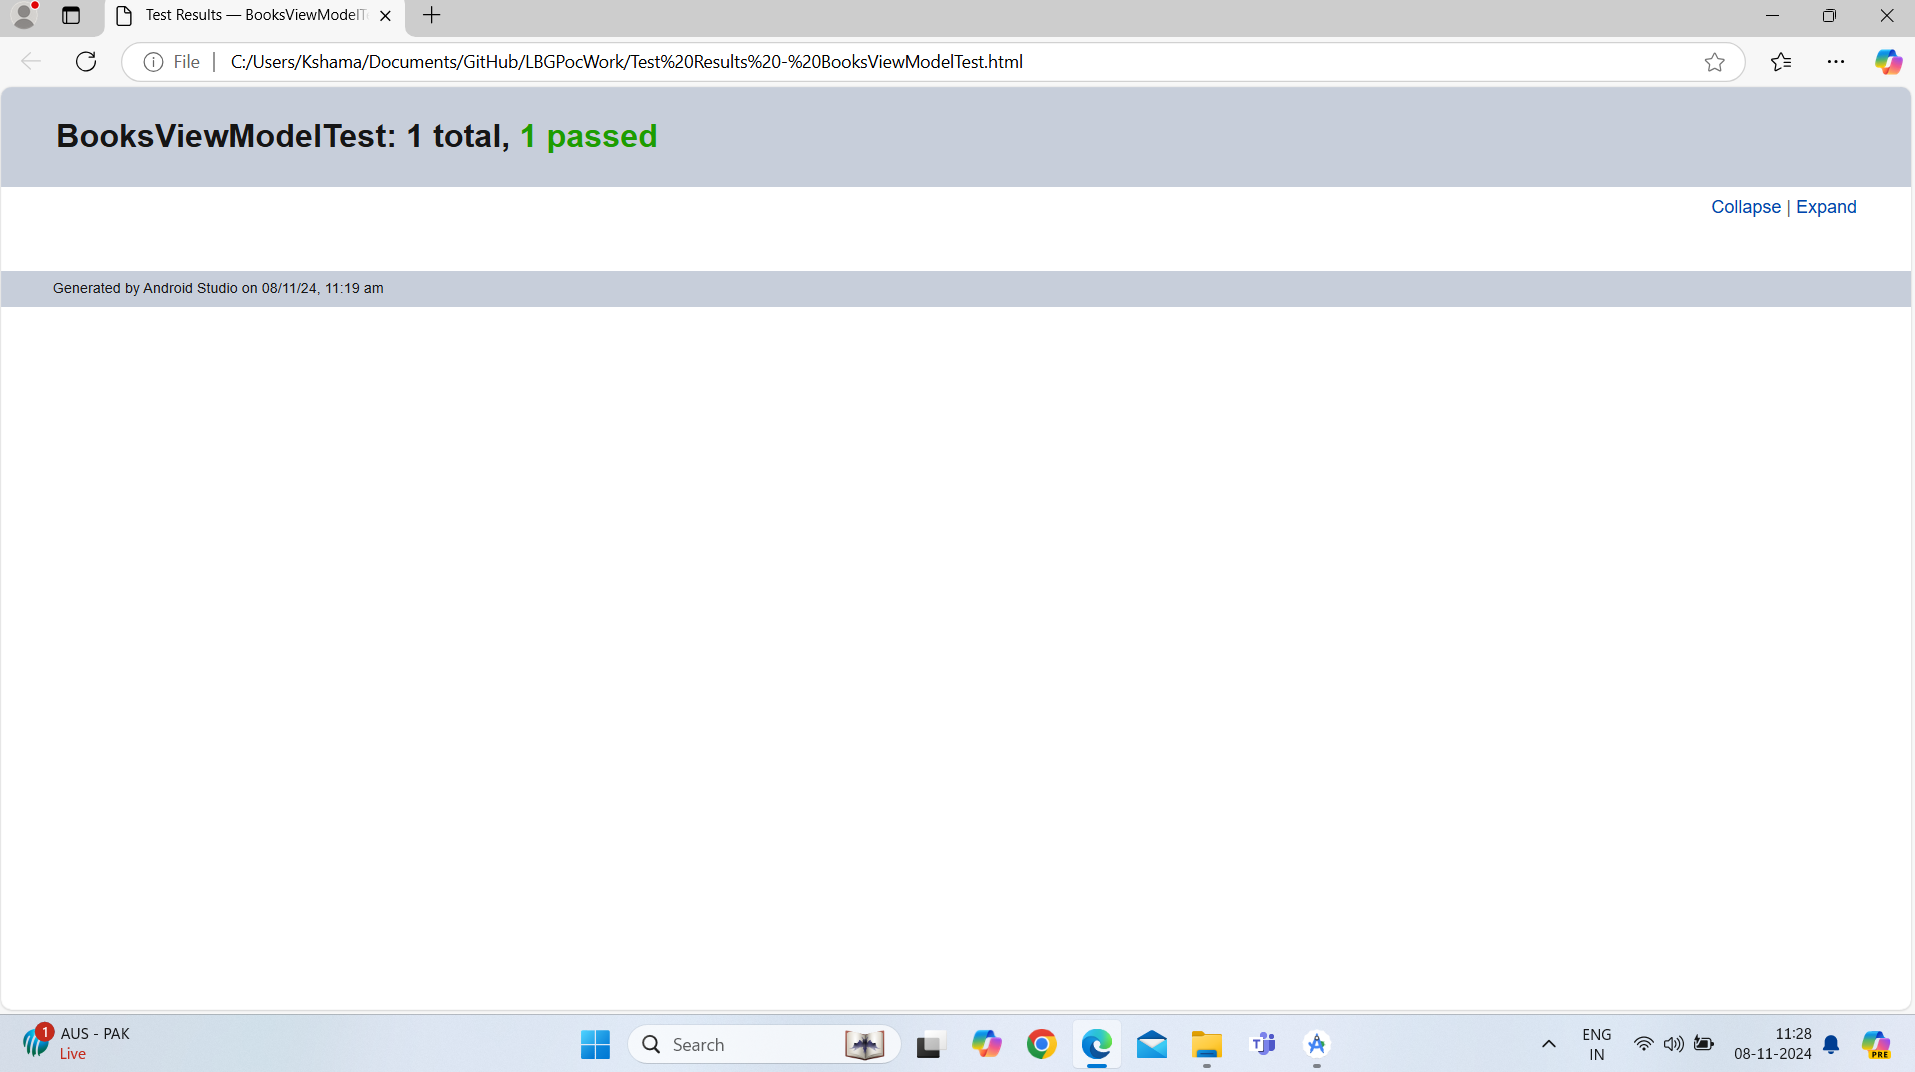 Test Results — BooksViewModelT
File
C:/Users/Kshama/Documents/GitHub/LBGPocWork/Test%20Results%20-%20BooksViewModelTest.html
BooksViewModelTest: 1 total, 1 passed
Collapse | Expand
Generated by Android Studio on 08/11/24, 11:19 am
1
AUS - PAK
Live
Search
ENG
IN
11:28
08-11-2024
PRE